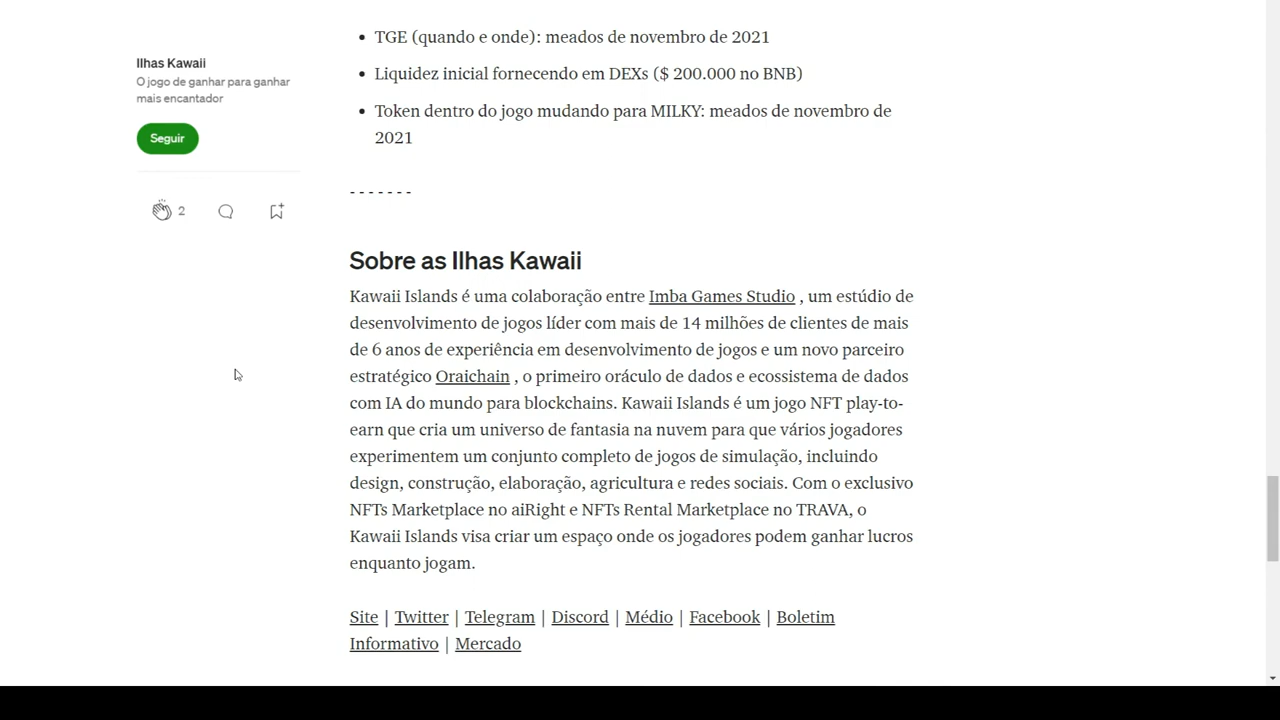 TGE (quando e onde): meados de novembro de 2021
Liquidez inicial fornecendo em DEXs ($ 200.000 no BNB)
Token dentro do jogo mudando para MILKY: meados de novembro de
2021
Ilhas Kawaii
O jogo de ganhar para ganhar
mais encantador
Seguir
2
- - - - - - -
Sobre as Ilhas Kawaii
Kawaii Islands é uma colaboração entre Imba Games Studio , um estúdio de
desenvolvimento de jogos líder com mais de 14 milhões de clientes de mais
de 6 anos de experiência em desenvolvimento de jogos e um novo parceiro
estratégico Oraichain , o primeiro oráculo de dados e ecossistema de dados
com IA do mundo para blockchains. Kawaii Islands é um jogo NFT play-to-
earn que cria um universo de fantasia na nuvem para que vários jogadores
experimentem um conjunto completo de jogos de simulação, incluindo
design, construção, elaboração, agricultura e redes sociais. Com o exclusivo
NFTs Marketplace no aiRight e NFTs Rental Marketplace no TRAVA, o
Kawaii Islands visa criar um espaço onde os jogadores podem ganhar lucros
enquanto jogam.
Site | Twitter | Telegram | Discord | Médio | Facebook | Boletim
Informativo | Mercado